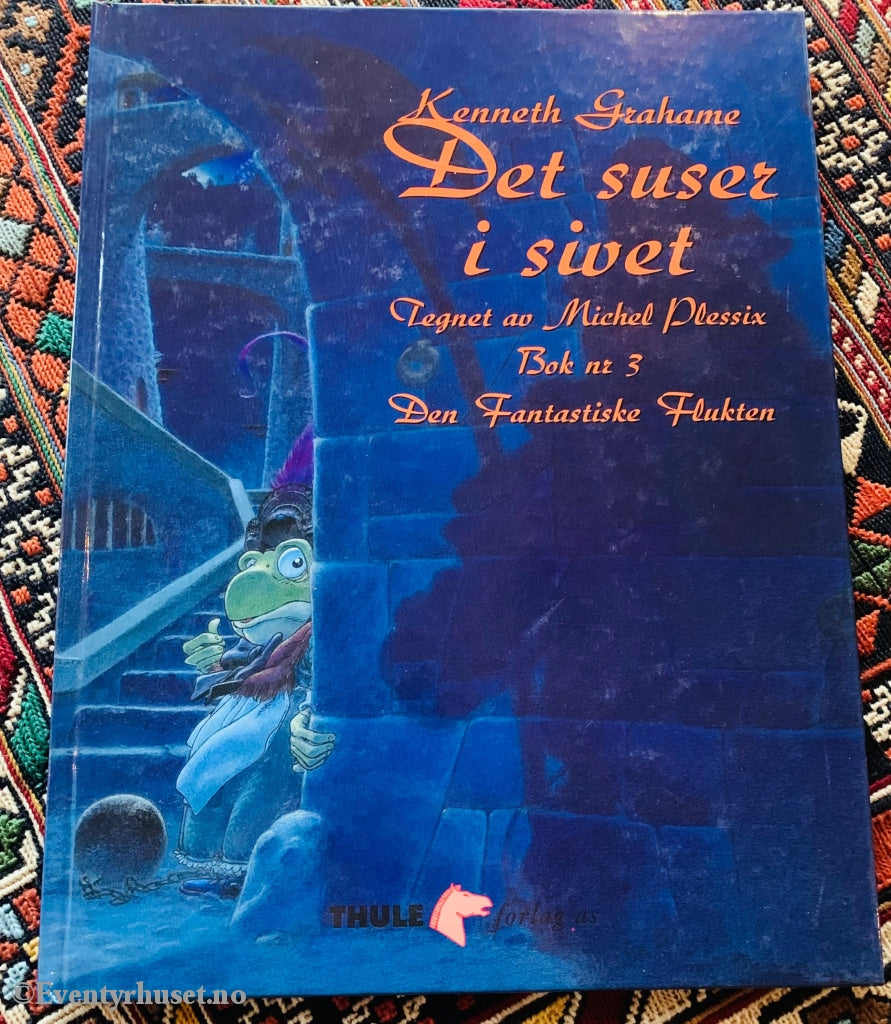 Kenneth Grahame
Det suser
i sivet
Tegnet av Michel Plessix
Bok nr 3
Den Fantastiske Flukten
THULE forlag as
©Eventyrhuset.no